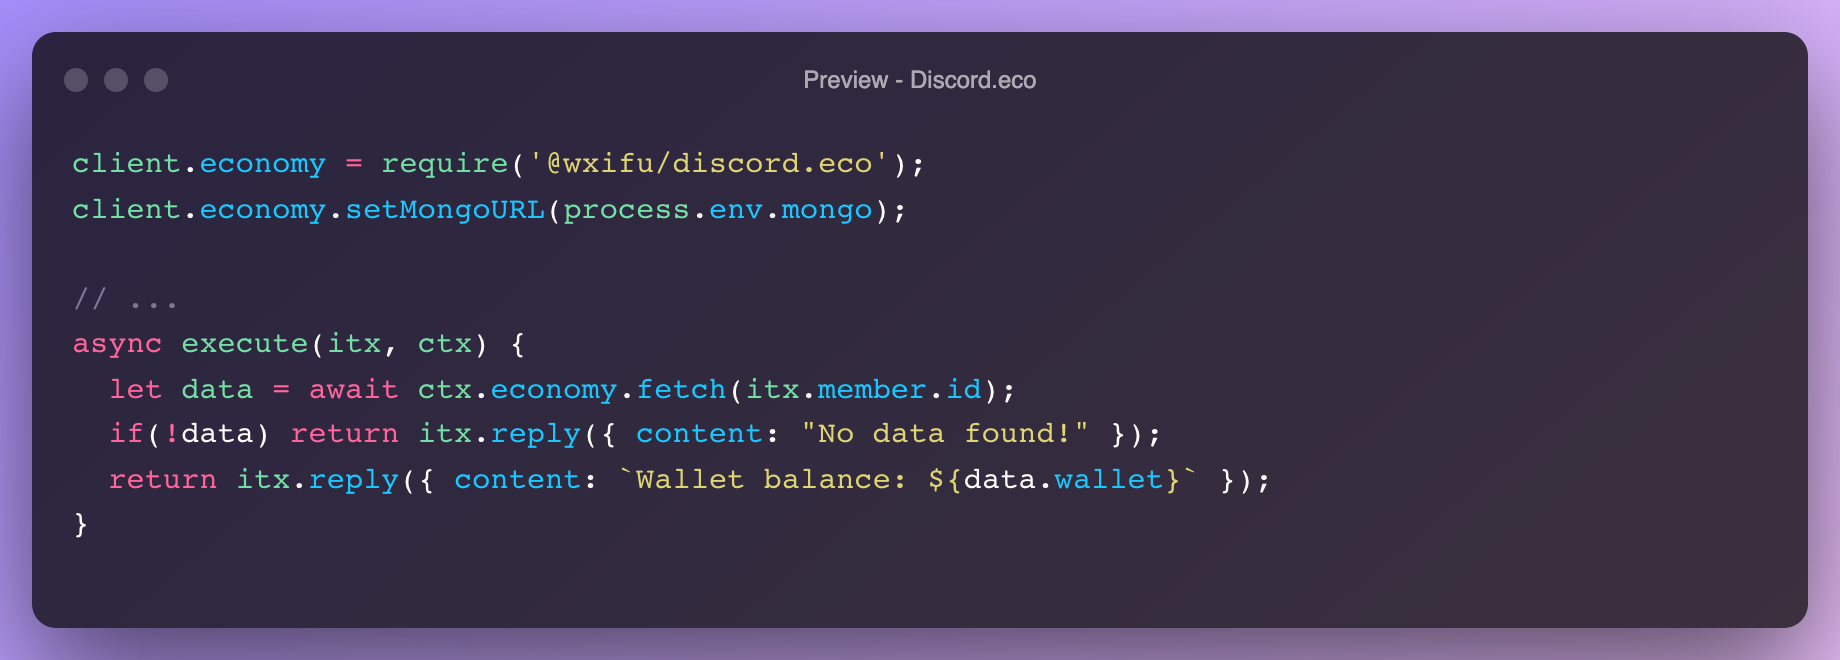 Preview - Discord.eco
client.economy = require('@wxifu/discord.eco');
client.economy.setMongoURL(process.env.mongo);
// ...
async execute(itx, ctx) {
  let data = await ctx.economy.fetch(itx.member.id);
  if(!data) return itx.reply({ content: "No data found!" });
  return itx.reply({ content: `Wallet balance: ${data.wallet}` });
}